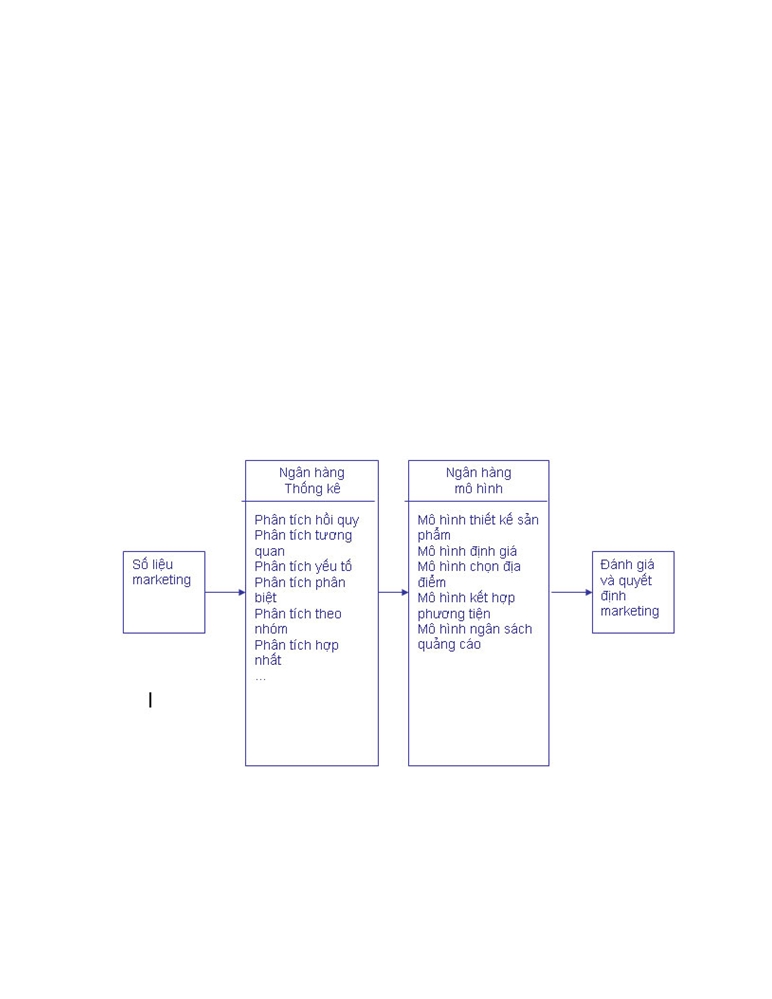 Ngân hàng
Thống kê
Phân tích hồi quy
Phân tích tương
quan
Phân tích yếu tố
Phân tích phân
biệt
Phân tích theo
nhóm
Phân tích hợp
nhất
...
Ngân hàng
mô hình
Mô hình thiết kế sản
phẩm
Mô hình định giá
Mô hình chọn địa
điểm
Mô hình kết hợp
phương tiện
Mô hình ngân sách
quảng cáo
Số liệu
marketing
Đánh giá
và quyết
định
marketing